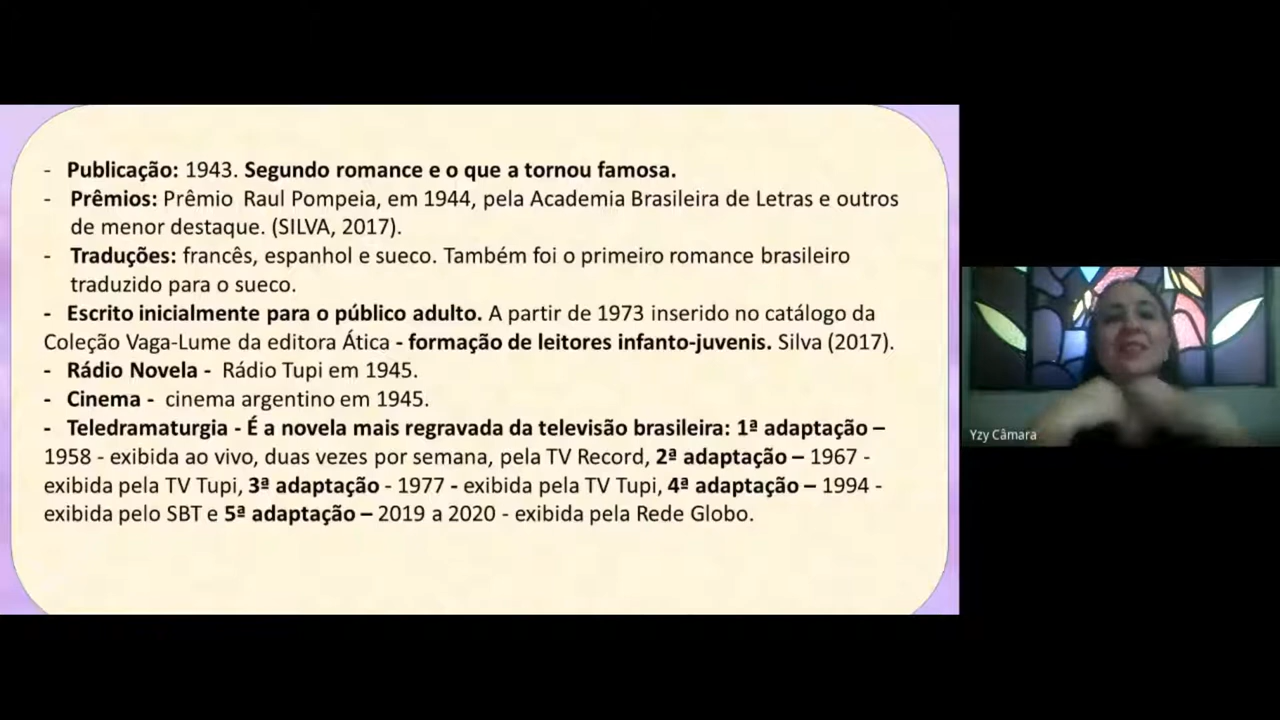 - Publicação: 1943. Segundo romance e o que a tornou famosa.
- Prêmios: Prêmio Raul Pompeia, em 1944, pela Academia Brasileira de Letras e outros
de menor destaque. (SILVA, 2017).
- Traduções: francês, espanhol e sueco. Também foi o primeiro romance brasileiro
traduzido para o sueco.
- Escrito inicialmente para o público adulto. A partir de 1973 inserido no catálogo da
Coleção Vaga-Lume da editora Ática - formação de leitores infanto-juvenis. Silva (2017).
- Rádio Novela - Rádio Tupi em 1945.
- Cinema - cinema argentino em 1945.
- Teledramaturgia - É a novela mais regravada da televisão brasileira: 1ª adaptação –
1958 - exibida ao vivo, duas vezes por semana, pela TV Record, 2ª adaptação – 1967 -
exibida pela TV Tupi, 3ª adaptação - 1977 - exibida pela TV Tupi, 4ª adaptação – 1994 -
exibida pelo SBT e 5ª adaptação – 2019 a 2020 - exibida pela Rede Globo.
Yzy Câmara